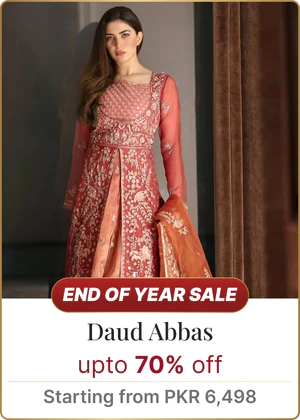 END OF YEAR SALE
Daud Abbas
upto 70% off
Starting from PKR 6,498